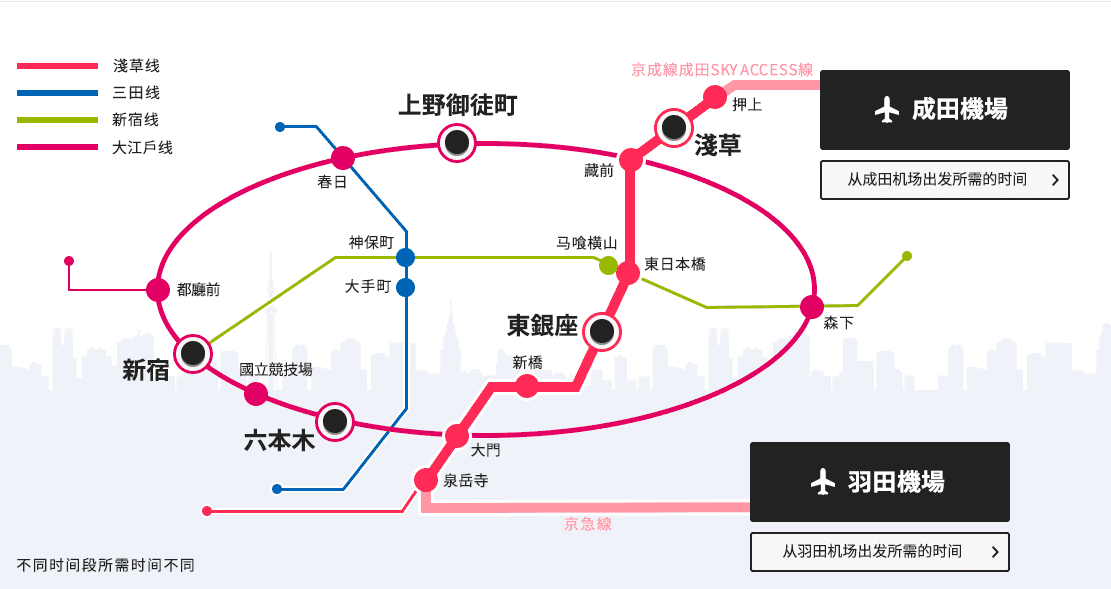 淺草线
三田线
新宿线
大江戶线
京成線成田SKY ACCESS線
成田機場
从成田机场出发所需的时间
押上
淺草
上野御徒町
藏前
春日
神保町
马喰横山
東日本橋
大手町
都廳前
森下
東銀座
新宿
新橋
國立競技場
六本木
大門
泉岳寺
羽田機場
京急線
从羽田机场出发所需的时间
不同时间段所需时间不同